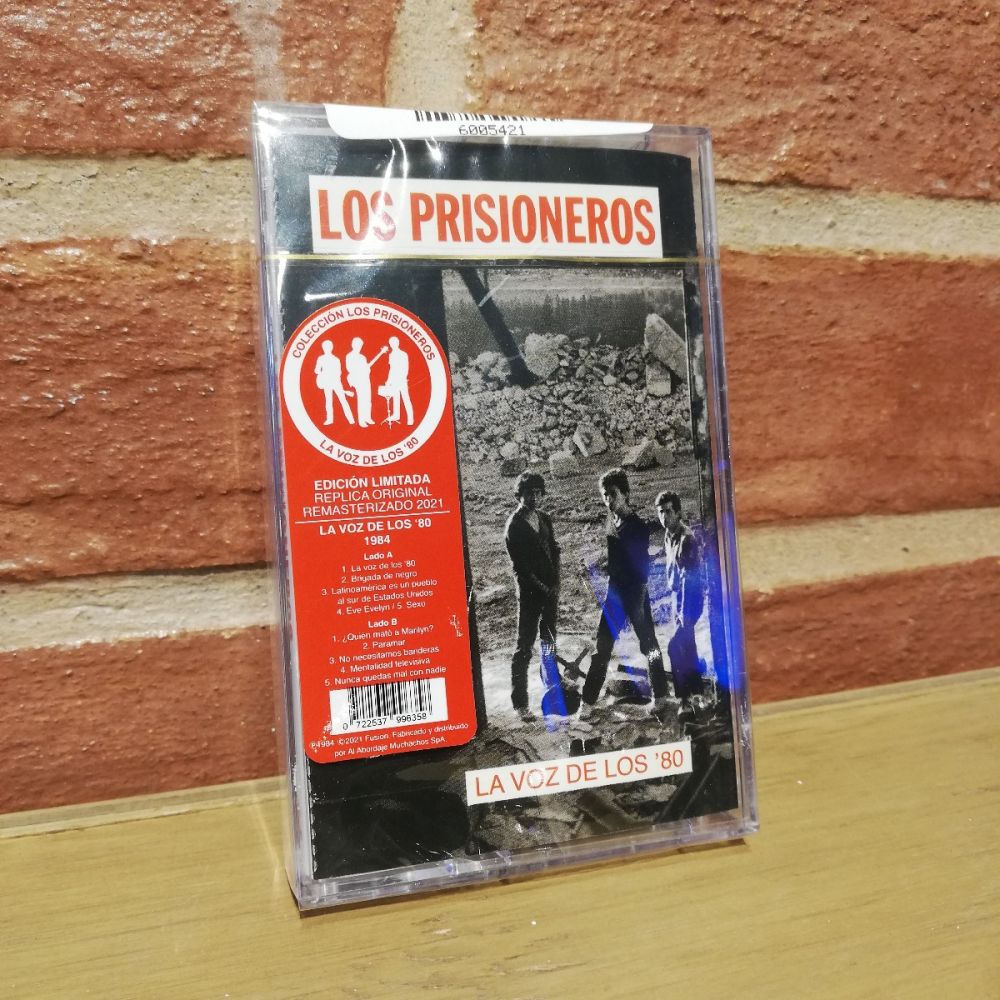 6005421
LOS PRISIONEROS
COLECCIÓN LOS PRISIONEROS
LA VOZ DE LOS '80
EDICIÓN LIMITADA
REPLICA ORIGINAL
REMASTERIZADO 2021
LA VOZ DE LOS '80
1984
Lado A
1. La voz de los '80
2. Brigada de negro
3. Latinoamérica es un pueblo
al sur de Estados Unidos
4. Eve Evelyn / 5. Sexo
Lado B
1. ¿Quien mató a Marilyn?
2. Paramar
3. No necesitamos banderas
4. Mentalidad televisiva
5. Nunca quedas mal con nadie
0 722537 996358
℗1984 ©2021 Fusion. Fabricado y distribuido
por Al Abordaje Muchachos SpA.
LA VOZ DE LOS '80